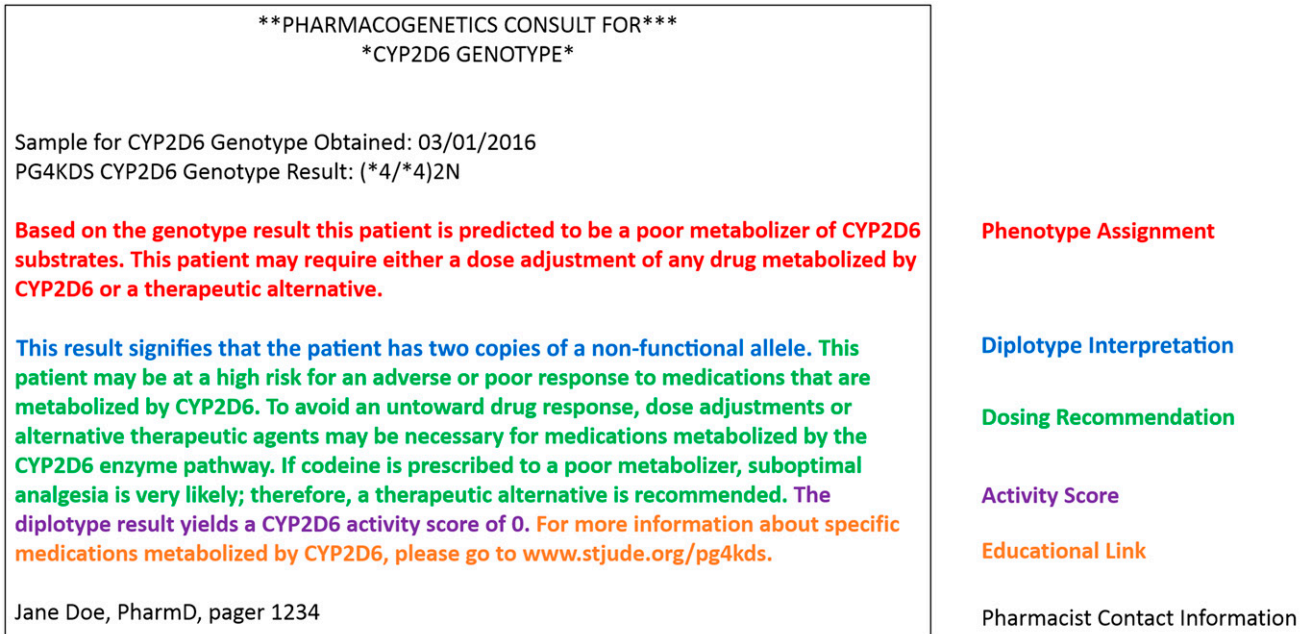 **PHARMACOGENETICS CONSULT FOR***
*CYP2D6 GENOTYPE*
Sample for CYP2D6 Genotype Obtained: 03/01/2016
PG4KDS CYP2D6 Genotype Result: (*4/*4)2N
Based on the genotype result this patient is predicted to be a poor metabolizer of CYP2D6
substrates. This patient may require either a dose adjustment of any drug metabolized by
CYP2D6 or a therapeutic alternative.
Phenotype Assignment
This result signifies that the patient has two copies of a non-functional allele. This
patient may be at a high risk for an adverse or poor response to medications that are
metabolized by CYP2D6. To avoid an untoward drug response, dose adjustments or
alternative therapeutic agents may be necessary for medications metabolized by the
CYP2D6 enzyme pathway. If codeine is prescribed to a poor metabolizer, suboptimal
analgesia is very likely; therefore, a therapeutic alternative is recommended. The
diplotype result yields a CYP2D6 activity score of 0. For more information about specific
medications metabolized by CYP2D6, please go to www.stjude.org/pg4kds.
Diplotype Interpretation
Dosing Recommendation
Activity Score
Educational Link
Jane Doe, PharmD, pager 1234
Pharmacist Contact Information